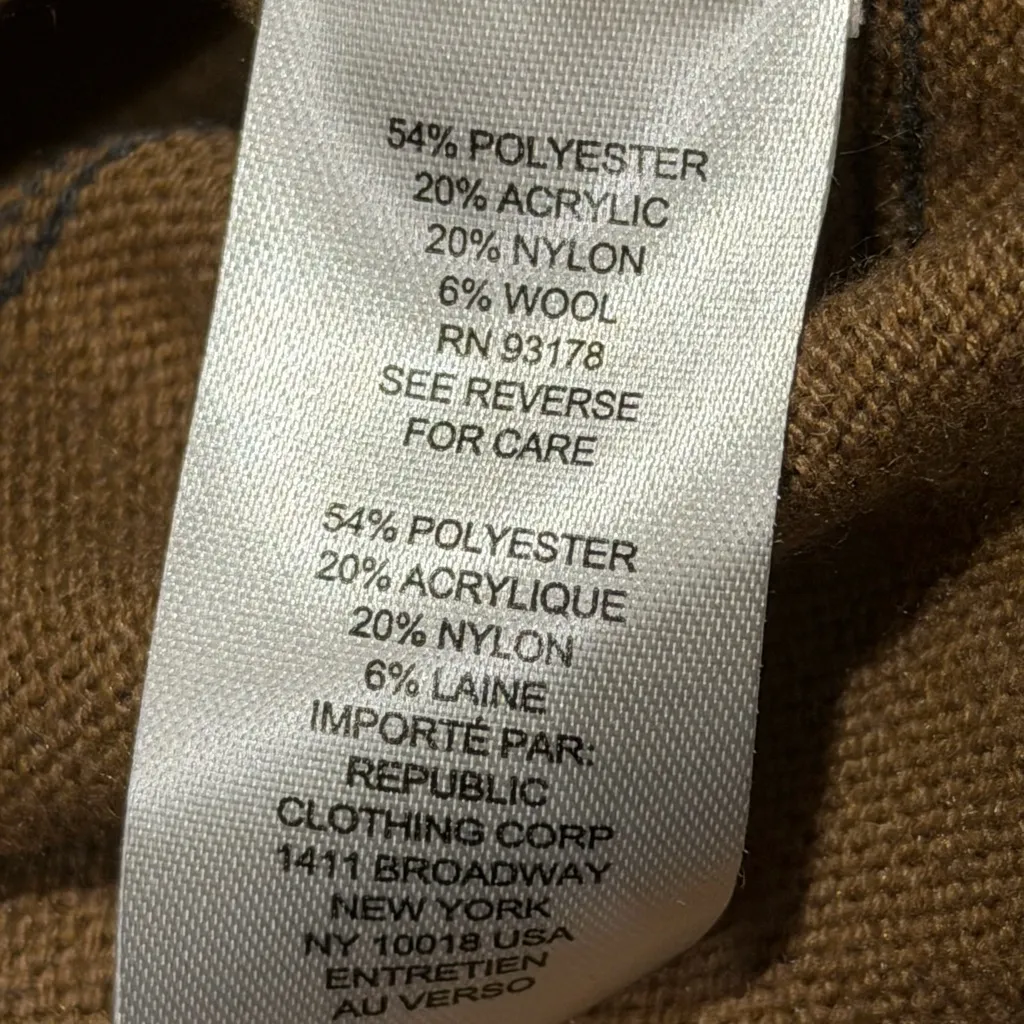 54% POLYESTER
20% ACRYLIC
20% NYLON
6% WOOL
RN 93178
SEE REVERSE
FOR CARE
54% POLYESTER
20% ACRYLIQUE
20% NYLON
6% LAINE
IMPORTÉ PAR:
REPUBLIC
CLOTHING CORP
1411 BROADWAY
NEW YORK
NY 10018 USA
ENTRETIEN
AU VERSO